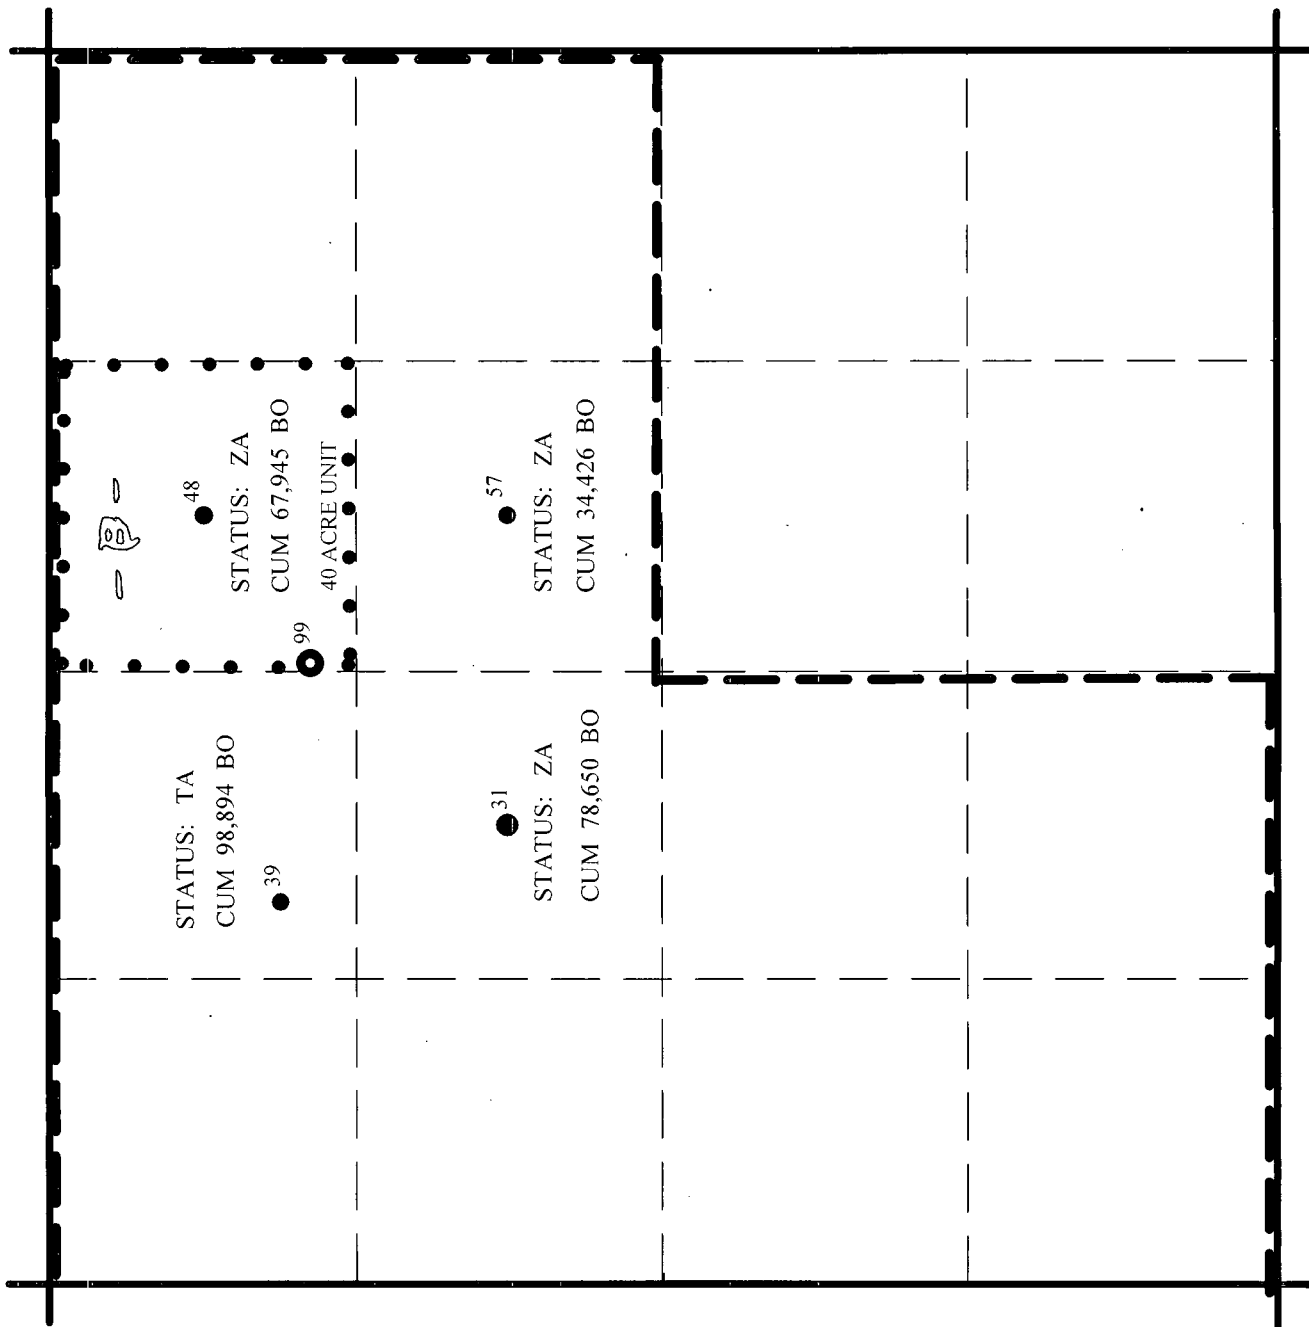 -B-
48
STATUS: ZA
CUM 67,945 BO
40 ACRE UNIT
STATUS: TA
CUM 98,894 BO
39
99
31
STATUS: ZA
CUM 78,650 BO
57
STATUS: ZA
CUM 34,426 BO